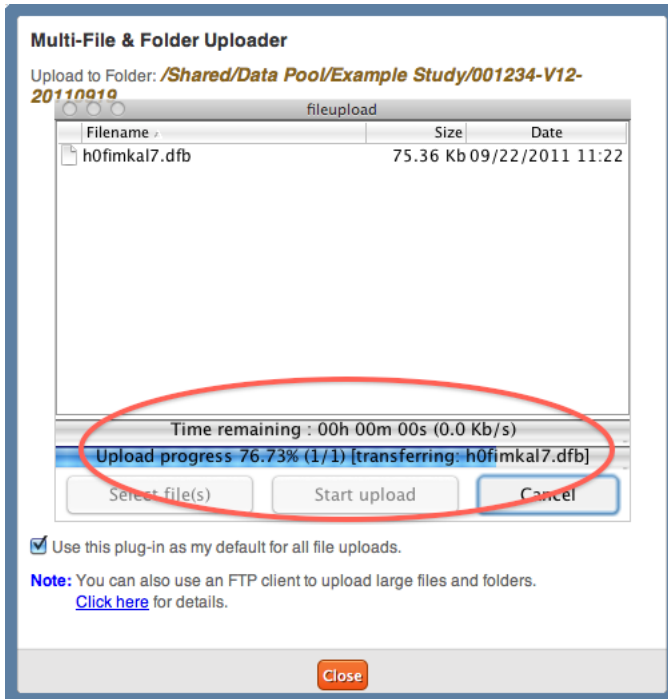 Multi-File & Folder Uploader
Upload to Folder: /Shared/Data Pool/Example Study/001234-V12-
20110919
fileupload
Filename Size Date
h0fimkal7.dfb 75.36 Kb 09/22/2011 11:22
Time remaining : 00h 00m 00s (0.0 Kb/s)
Upload progress 76.73% (1/1) [transferring: h0fimkal7.dfb]
Select file(s) Start upload Cancel
Use this plug-in as my default for all file uploads.
Note: You can also use an FTP client to upload large files and folders.
Click here for details.
Close